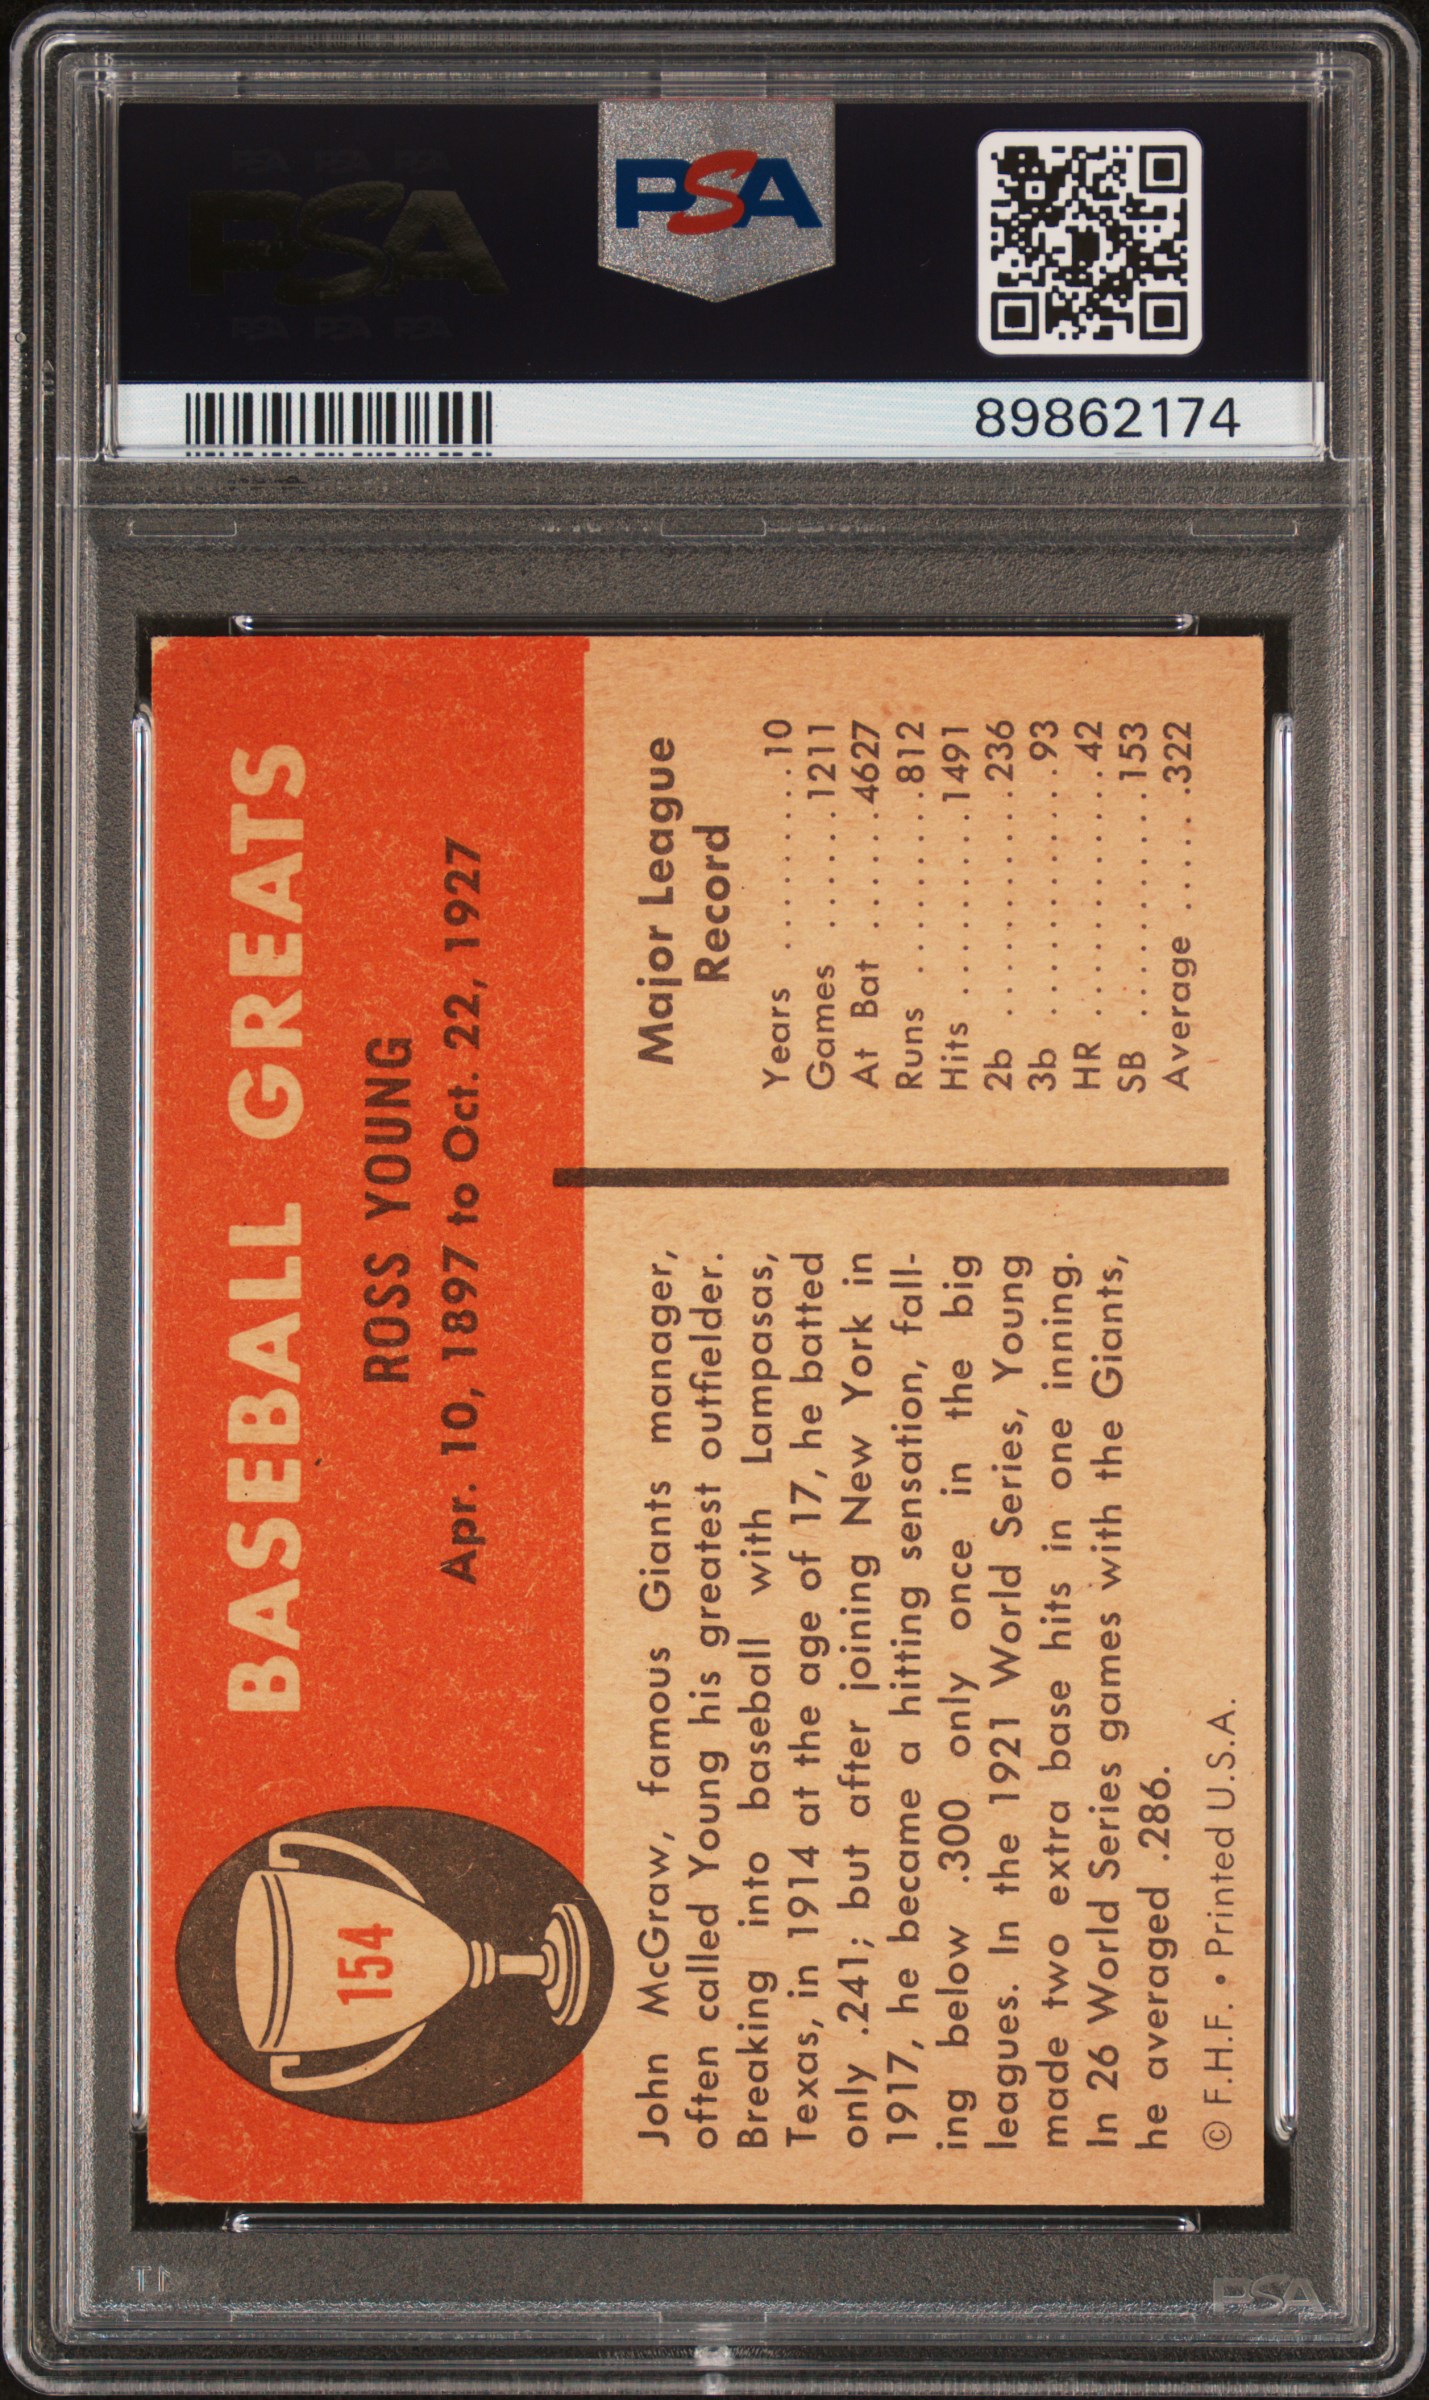 PSA PSA PSA
PSA
PSA PSA PSA
PSA
89862174
BASEBALL GREATS
ROSS YOUNG
Apr. 10, 1897 to Oct. 22, 1927
154
John McGraw, famous Giants manager,
often called Young his greatest outfielder.
Breaking into baseball with Lampasas,
Texas, in 1914 at the age of 17, he batted
only .241; but after joining New York in
1917, he became a hitting sensation, fall-
ing below .300 only once in the big
leagues. In the 1921 World Series, Young
made two extra base hits in one inning.
In 26 World Series games with the Giants,
he averaged .286.
© F.H.F. • Printed U.S.A.
Major League
Record
Years . . . . . . . . . 10
Games . . . . . . 1211
At Bat . . . . . . 4627
Runs . . . . . . . . . 812
Hits . . . . . . . . . 1491
2b . . . . . . . . . . . 236
3b . . . . . . . . . . . . 93
HR . . . . . . . . . . . . 42
SB . . . . . . . . . . 153
Average . . . . . .322
PSA